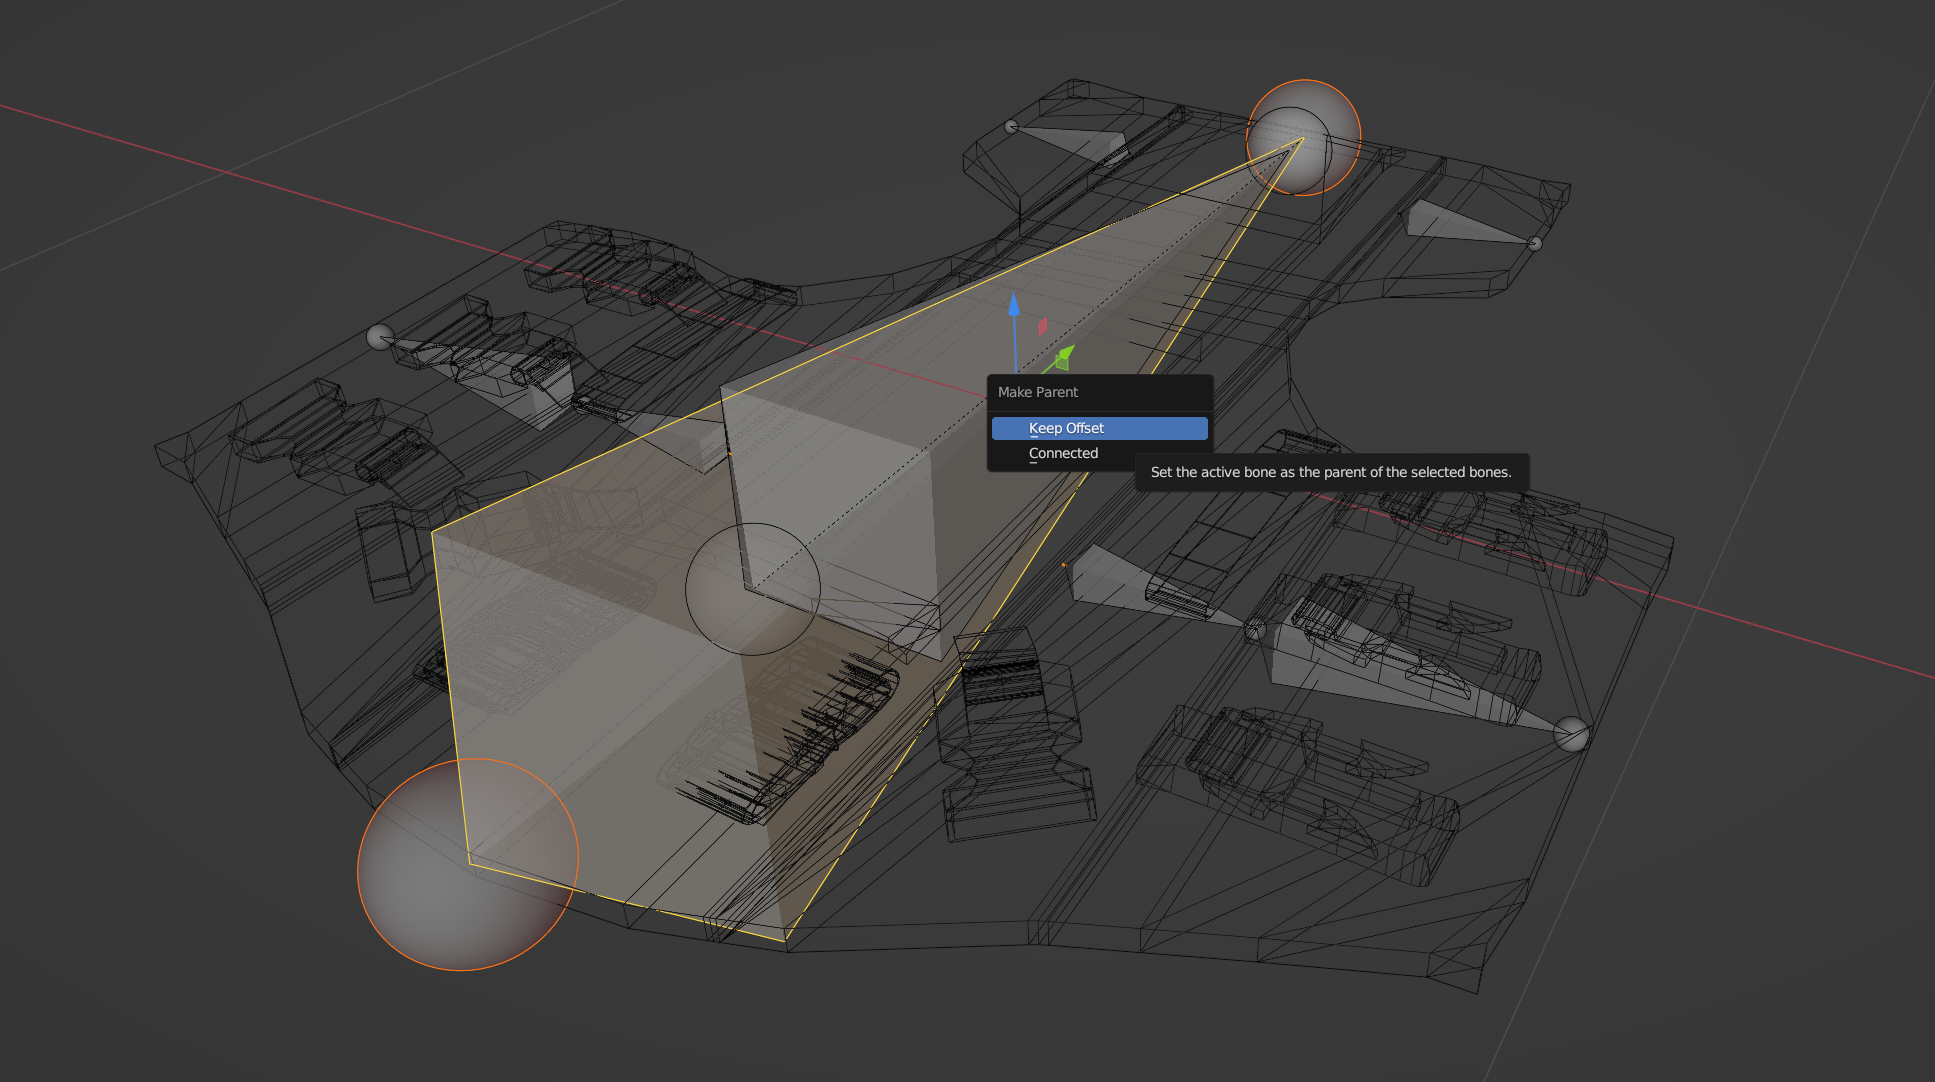 Make Parent
Keep Offset
Connected
Set the active bone as the parent of the selected bones.